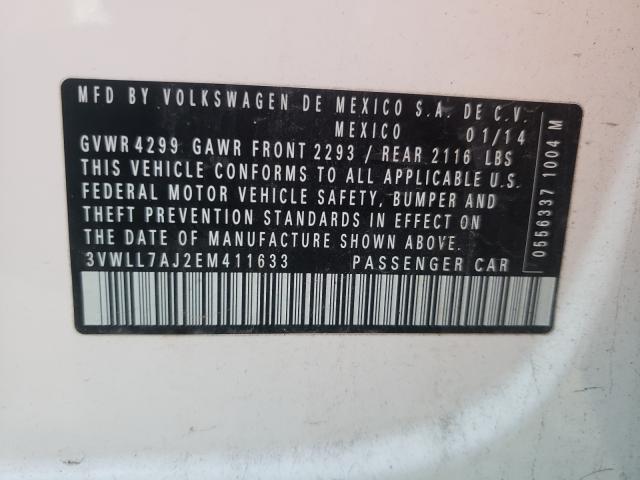 MFD BY VOLKSWAGEN DE MEXICO S.A. DE C.V.
MEXICO 01/14
GVWR 4299 GAWR FRONT 2293 / REAR 2116 LBS
THIS VEHICLE CONFORMS TO ALL APPLICABLE U.S.
FEDERAL MOTOR VEHICLE SAFETY, BUMPER AND
THEFT PREVENTION STANDARDS IN EFFECT ON
THE DATE OF MANUFACTURE SHOWN ABOVE.
3VWLL7AJ2EM411633 PASSENGER CAR
0556337 1004 M